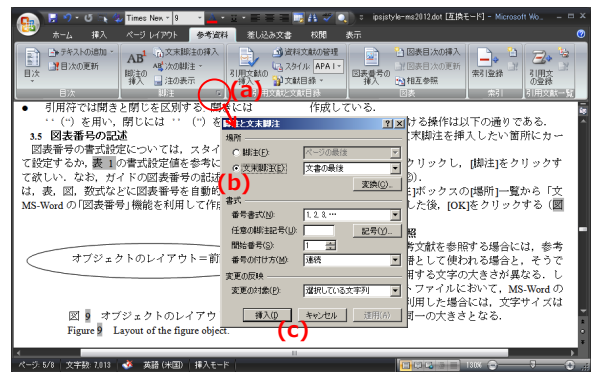 Times New
9
ipsjstyle-ms2012.dot [互換モード] - Microsoft Wo...
ホーム 挿入 ページ レイアウト 参考資料 差し込み文書 校閲 表示
目次
テキストの追加
目次の更新
目次
AB¹
脚注の挿入
文末脚注の挿入
次の脚注
注の表示
脚注
引用文献の挿入
資料文献の管理
スタイル: APA
文献目録
引用文献と文献目録
図表番号の挿入
図表目次の挿入
図表目次の更新
相互参照
図表
索引登録
索引
引用文の登録
引用文献一覧
(a)
● 引用符では開きと閉じを区別する. 開きには
作成している.
(“) を用い, 閉じには
3.5 図表番号の記述
図表番号の書式設定については, スタイ
て設定するか, 表 1 の書式設定値を参考に
て欲しい. なお, ガイドの図表番号の記述
は, 表, 図, 数式などに図表番号を自動的
MS-Word の「図表番号」機能を利用して作成
ける操作は以下の通りである.
文末脚注を挿入したい箇所にカー
クリックし, [脚注]をクリックす
主]ボックスの[場所]一覧から「文
した後, [OK]をクリックする (図
照
考文献を参照する場合には, 参考
語として使われる場合と, そうで
用する文字の大きさが異なる. し
トファイルにおいて, MS-Word の
利用した場合には, 文字サイズは
同一の大きさとなる.
脚注と文末脚注
場所
脚注(F): ページの最後
文末脚注(E): 文書の最後
(b)
変換(C)...
書式
番号書式(N): 1, 2, 3, …
任意の脚注記号(U): 記号(Y)...
開始番号(S): 1
番号の付け方(M): 連続
変更の反映
変更の対象(P): 選択している文字列
挿入(I) キャンセル 適用(A)
(c)
オブジェクトのレイアウト＝前
図 9 オブジェクトのレイアウ
Figure 9 Layout of the figure object.
ページ: 5/8 文字数: 7,013 英語 (米国) 挿入モード 130%